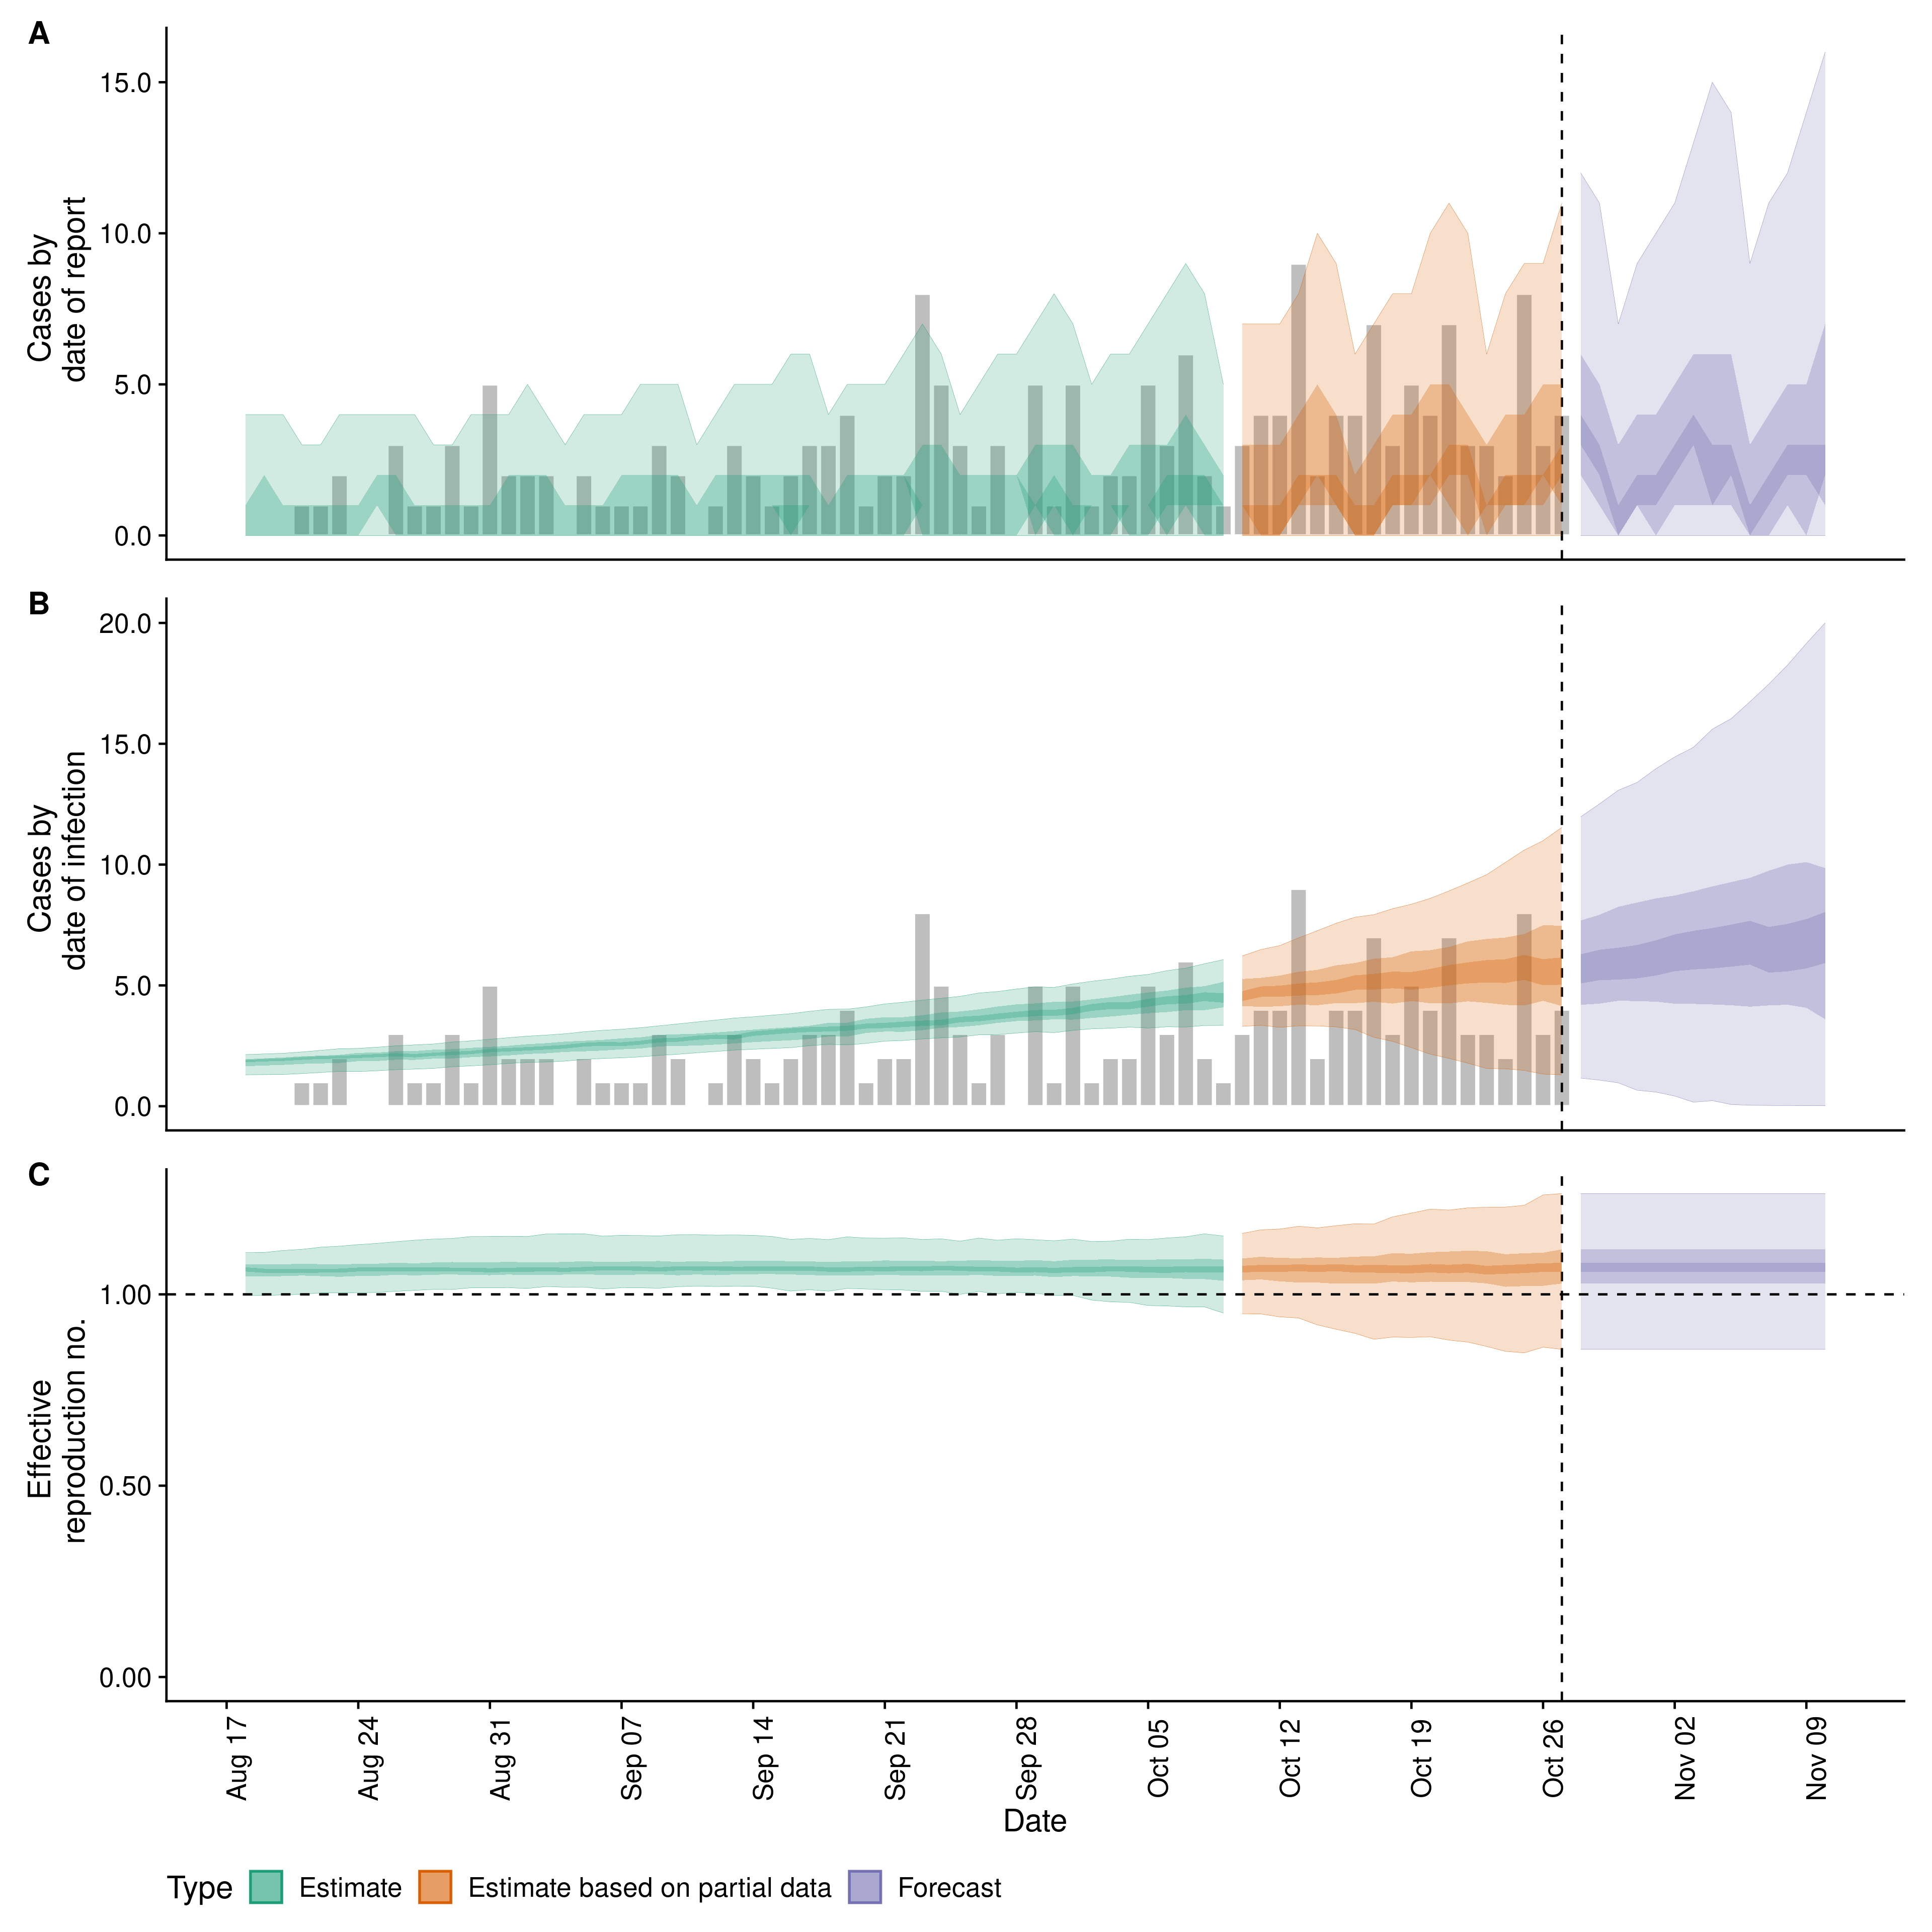 A
Cases by
date of report
15.0
10.0
5.0
0.0
B
Cases by
date of infection
20.0
15.0
10.0
5.0
0.0
C
Effective
reproduction no.
1.00
0.50
0.00
Aug 17
Aug 24
Aug 31
Sep 07
Sep 14
Sep 21
Sep 28
Oct 05
Oct 12
Oct 19
Oct 26
Nov 02
Nov 09
Date
Type Estimate Estimate based on partial data Forecast